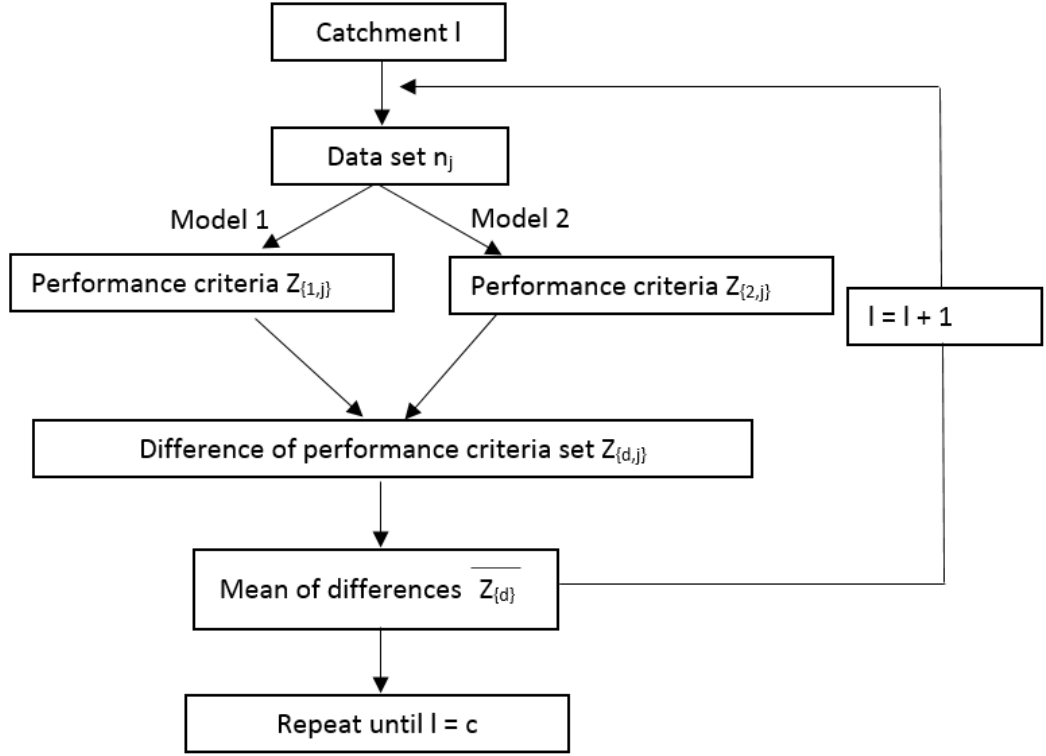 Catchment l
Data set nj
Model 1
Model 2
Performance criteria Z{1,j}
Performance criteria Z{2,j}
l = l + 1
Difference of performance criteria set Z{d,j}
Mean of differences Z{d}
Repeat until l = c